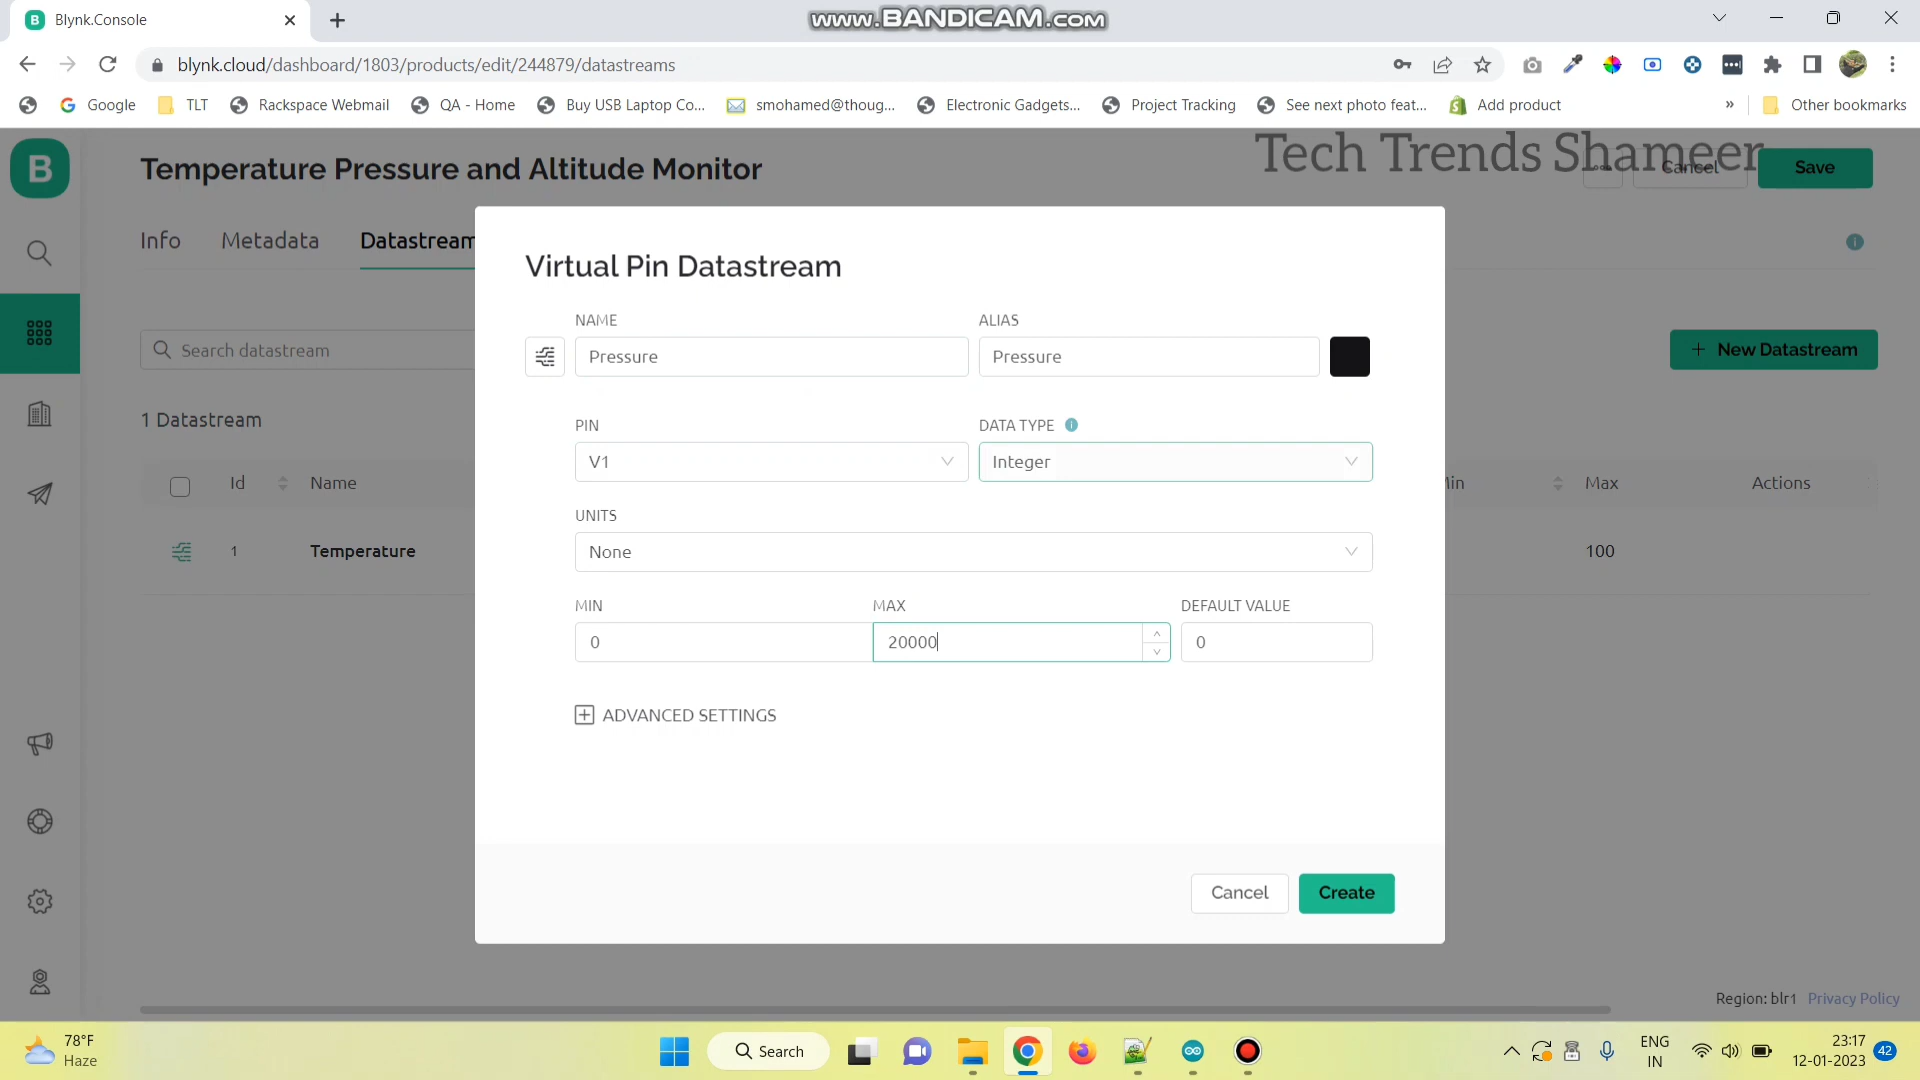 Blynk.Console
www.BANDICAM.com
blynk.cloud/dashboard/1803/products/edit/244879/datastreams
Google
TLT
Rackspace Webmail
QA - Home
Buy USB Laptop Co...
smohamed@thoug...
Electronic Gadgets...
Project Tracking
See next photo feat...
Add product
»
Other bookmarks
B
Temperature Pressure and Altitude Monitor
Tech Trends Shameer
Cancel
Save
Info
Metadata
Datastream
Search datastream
+ New Datastream
1 Datastream
Id
Name
Min
Max
Actions
1
Temperature
100
Virtual Pin Datastream
NAME
ALIAS
Pressure
Pressure
PIN
DATA TYPE
V1
Integer
UNITS
None
MIN
MAX
DEFAULT VALUE
0
20000
0
ADVANCED SETTINGS
Cancel
Create
Region: blr1 Privacy Policy
78°F
Haze
Search
ENG
IN
23:17
12-01-2023
42